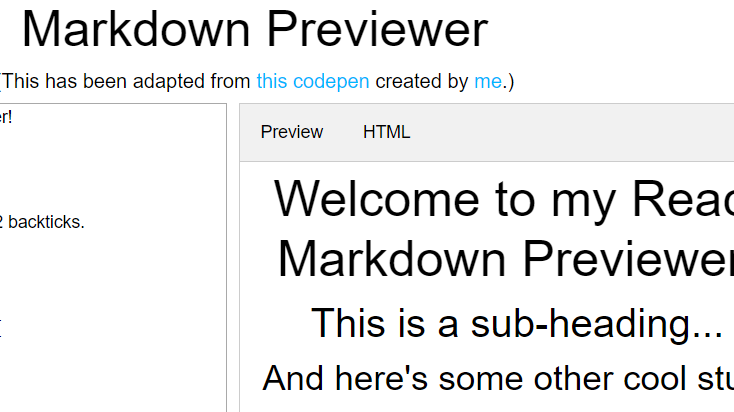 Markdown Previewer
(This has been adapted from this codepen created by me.)
er!
2 backticks.
Preview HTML
Welcome to my Reac
Markdown Previewer
This is a sub-heading...
And here's some other cool stu